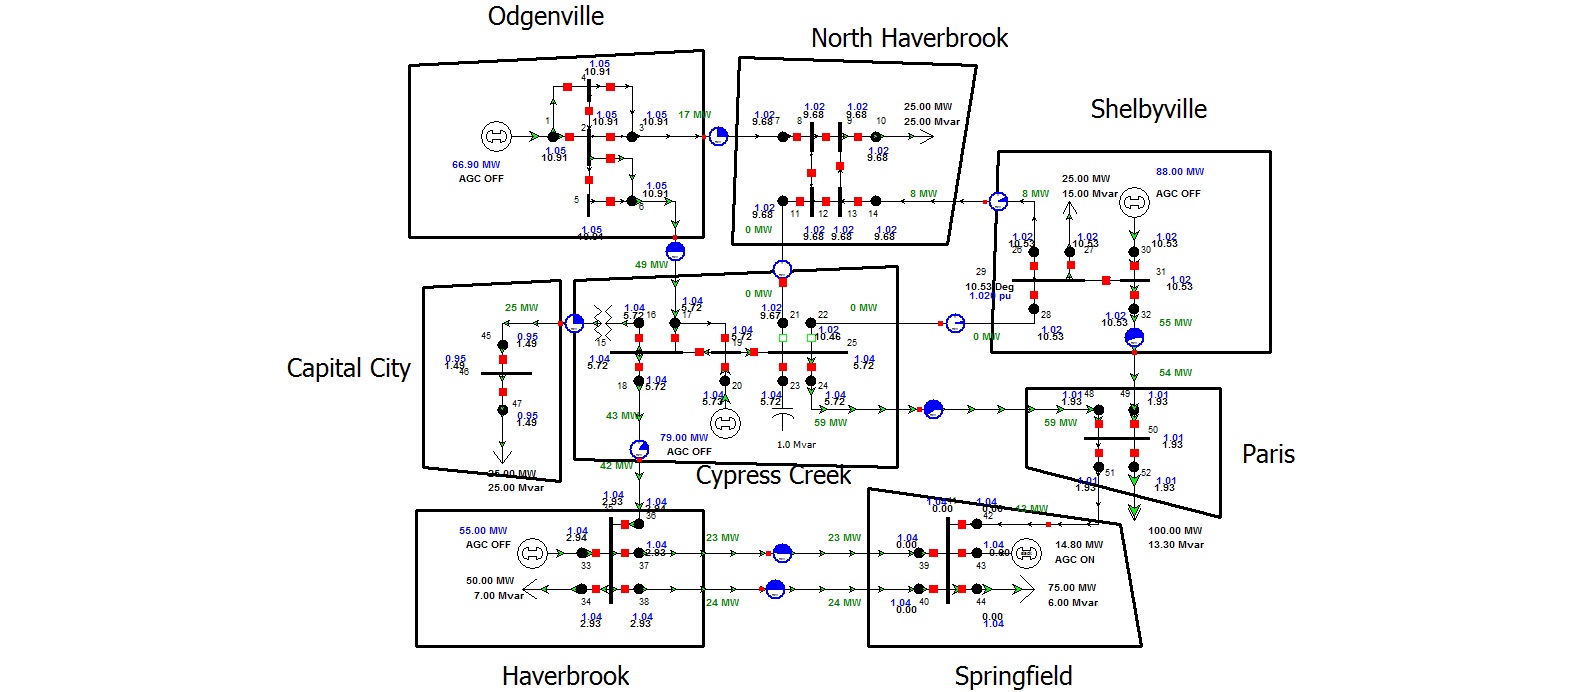 Odgenville
North Haverbrook
Shelbyville
1.05
10.91
4
1
2
1.05
10.91
3
1.05
10.91
17 MW
1.05
10.91
66.90 MW
AGC OFF
1.05
10.91
5
6
1.05
10.91
1.02
9.68
7
8
1.02
9.68
9
1.02
9.68
10
25.00 MW
25.00 Mvar
1.02
9.68
1.02
9.68
11
12
13
14
1.02
9.68
1.02
9.68
1.02
9.68
0 MW
8 MW
8 MW
25.00 MW
15.00 Mvar
88.00 MW
AGC OFF
1.02
10.53
26
1.02
10.53
27
1.02
10.53
30
29
10.53 Deg
1.020 pu
31
1.02
10.53
28
1.02
10.53
1.02
10.53
32
55 MW
54 MW
49 MW
0 MW
0 MW
0 MW
25 MW
Capital City
45
0.95
1.49
0.95
1.49
46
47
0.95
1.49
25.00 MW
25.00 Mvar
1.04
5.72
16
1.04
5.72
17
15
1.04
5.72
18
1.04
5.72
1.04
5.72
19
1.02
9.67
21
22
1.02
10.46
25
1.04
5.72
20
1.04
5.73
23
1.04
5.72
24
1.04
5.72
43 MW
79.00 MW
AGC OFF
1.0 Mvar
59 MW
59 MW
42 MW
Cypress Creek
48
49
1.01
1.93
1.01
1.93
50
1.01
1.93
51
52
1.01
1.93
1.01
1.93
Paris
100.00 MW
13.30 Mvar
1.04
2.93
35
36
1.04
2.94
55.00 MW
AGC OFF
1.04
2.94
33
37
1.04
2.93
50.00 MW
7.00 Mvar
34
38
1.04
2.93
1.04
2.93
23 MW
23 MW
24 MW
24 MW
1.04
0.00
1.04
0.00
42
13 MW
1.04
0.00
39
1.04
0.00
43
14.80 MW
AGC ON
1.04
0.00
40
44
0.00
1.04
75.00 MW
6.00 Mvar
Haverbrook
Springfield